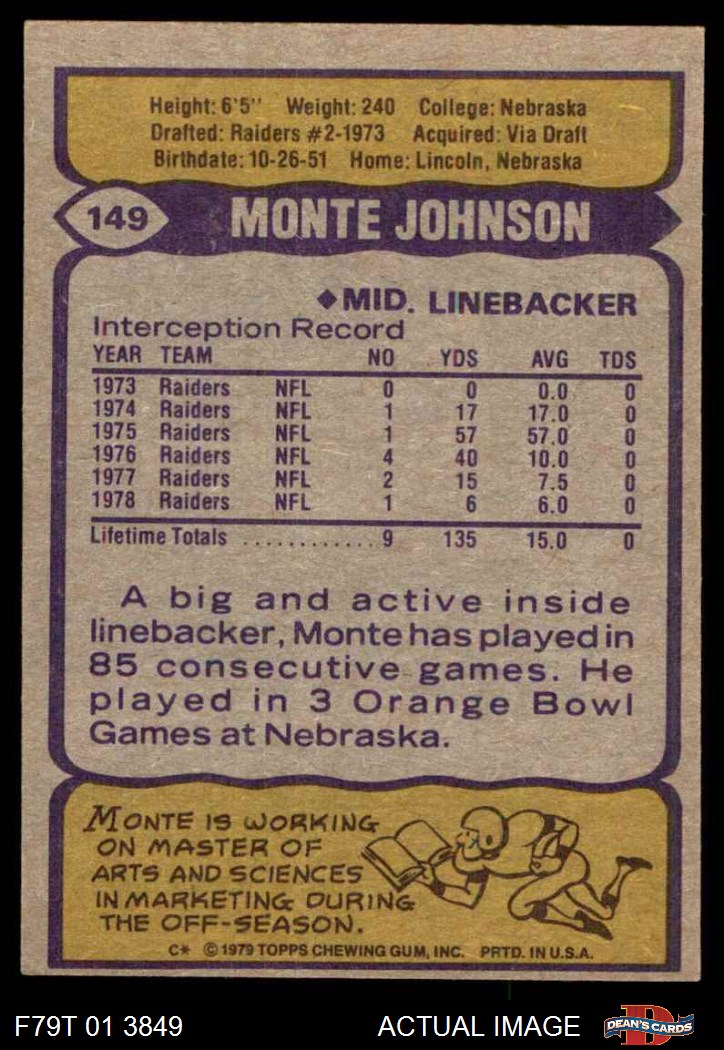 Height: 6'5" Weight: 240 College: Nebraska
Drafted: Raiders #2-1973 Acquired: Via Draft
Birthdate: 10-26-51 Home: Lincoln, Nebraska
149 MONTE JOHNSON
◆MID. LINEBACKER
Interception Record
YEAR TEAM NO YDS AVG TDS
1973 Raiders NFL 0 0 0.0 0
1974 Raiders NFL 1 17 17.0 0
1975 Raiders NFL 1 57 57.0 0
1976 Raiders NFL 4 40 10.0 0
1977 Raiders NFL 2 15 7.5 0
1978 Raiders NFL 1 6 6.0 0
Lifetime Totals ............ 9 135 15.0 0
A big and active inside
linebacker, Monte has played in
85 consecutive games. He
played in 3 Orange Bowl
Games at Nebraska.
MONTE IS WORKING
ON MASTER OF
ARTS AND SCIENCES
IN MARKETING DURING
THE OFF-SEASON.
C* © 1979 TOPPS CHEWING GUM, INC. PRTD. IN U.S.A.
F79T 01 3849 ACTUAL IMAGE D DEAN'S CARDS